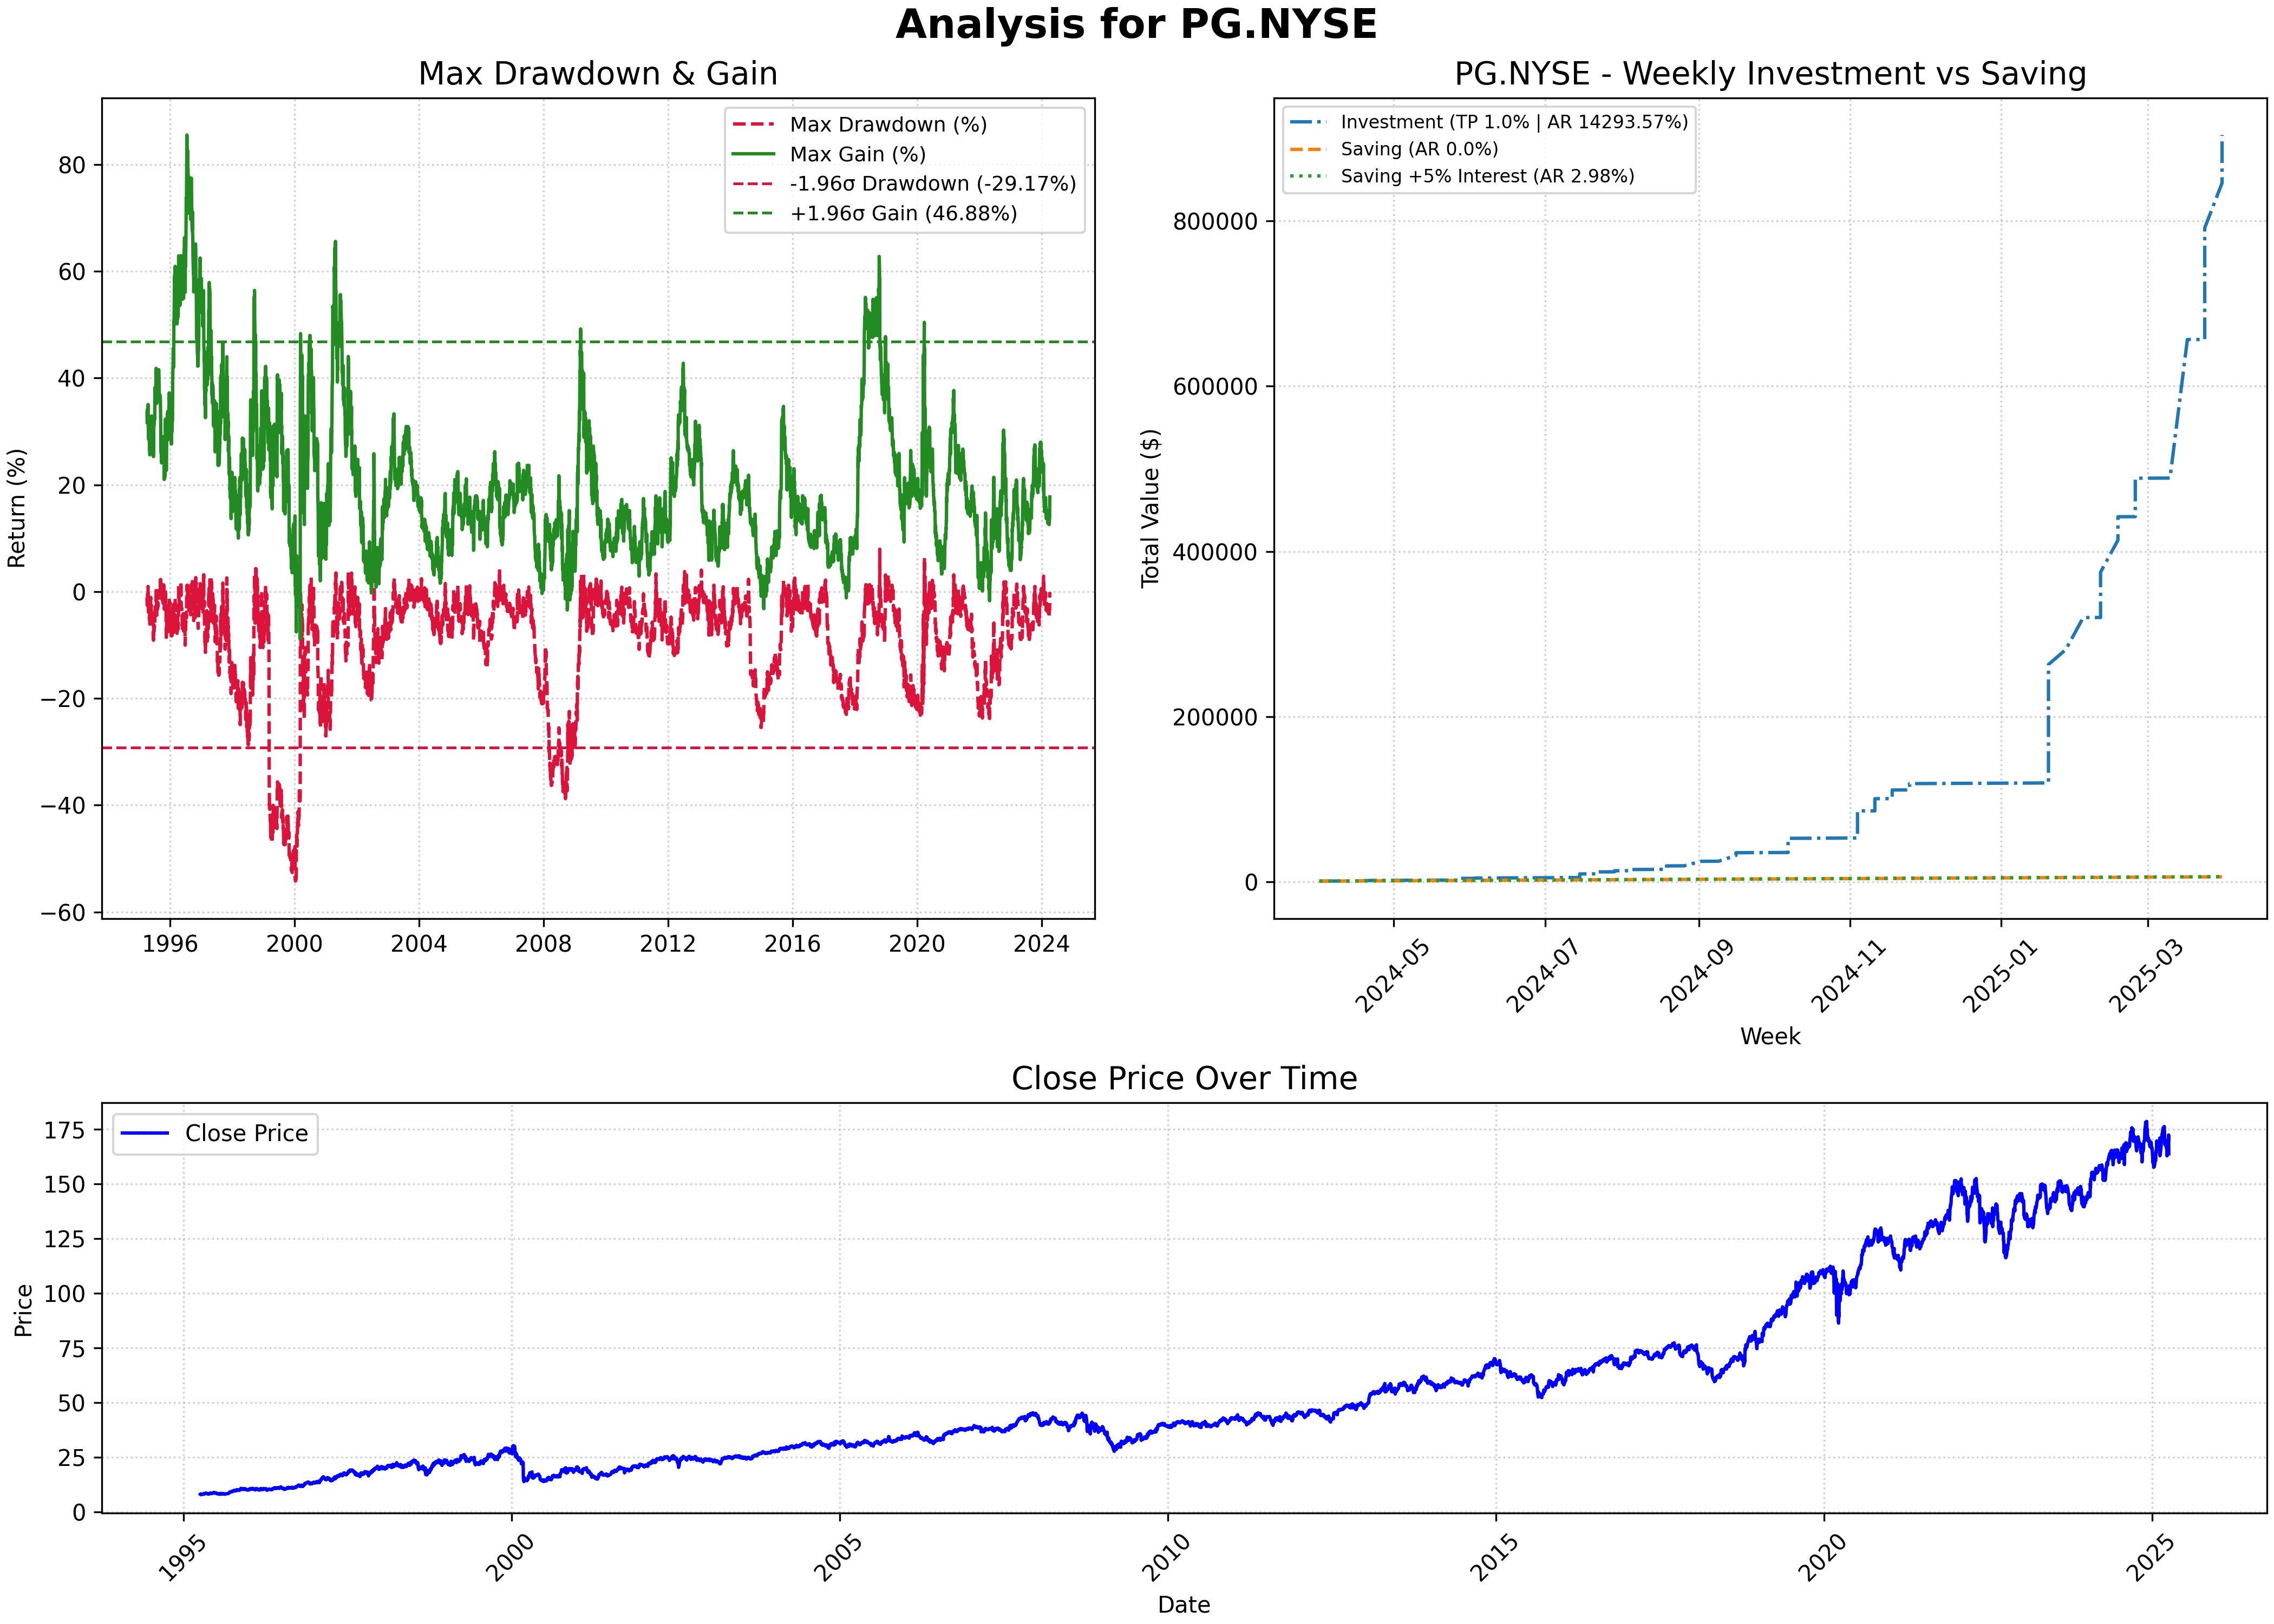 Analysis for PG.NYSE
Max Drawdown & Gain
Max Drawdown (%)
Max Gain (%)
-1.96σ Drawdown (-29.17%)
+1.96σ Gain (46.88%)
Return (%)
80
60
40
20
0
−20
−40
−60
1996 2000 2004 2008 2012 2016 2020 2024
PG.NYSE - Weekly Investment vs Saving
Investment (TP 1.0% | AR 14293.57%)
Saving (AR 0.0%)
Saving +5% Interest (AR 2.98%)
Total Value ($)
800000
600000
400000
200000
0
2024-05 2024-07 2024-09 2024-11 2025-01 2025-03
Week
Close Price Over Time
Close Price
Price
175
150
125
100
75
50
25
0
1995 2000 2005 2010 2015 2020 2025
Date